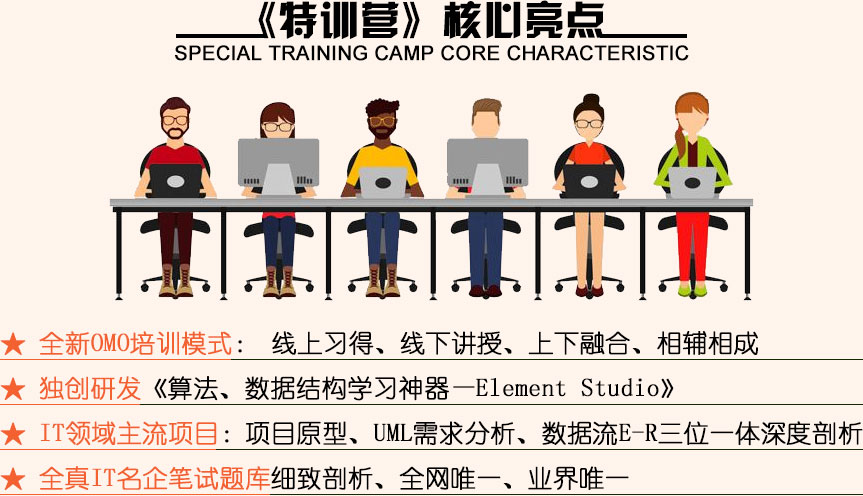 《特训营》核心亮点
SPECIAL TRAINING CAMP CORE CHARACTERISTIC
★ 全新OMO培训模式： 线上习得、线下讲授、上下融合、相辅相成
★ 独创研发《算法、数据结构学习神器—Element Studio》
★ IT领域主流项目：项目原型、UML需求分析、数据流E-R三位一体深度剖析
★ 全真IT名企笔试题库细致剖析、全网唯一、业界唯一